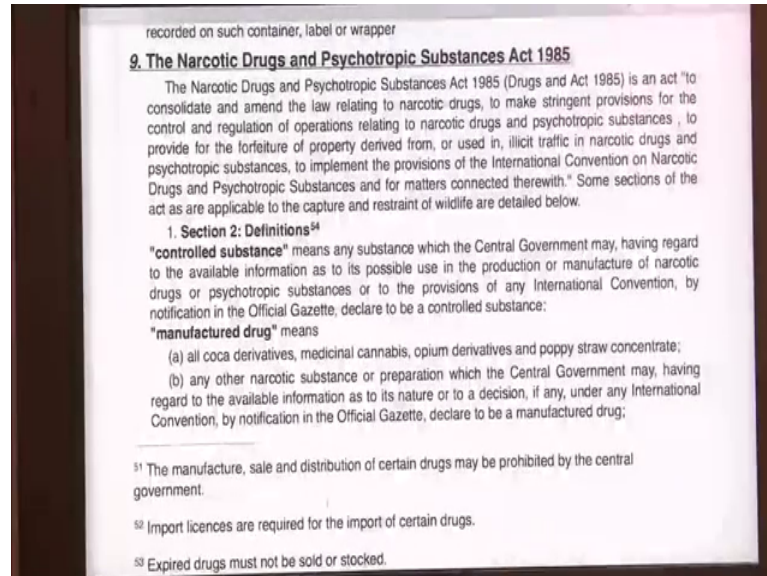 recorded on such container, label or wrapper
9. The Narcotic Drugs and Psychotropic Substances Act 1985
The Narcotic Drugs and Psychotropic Substances Act 1985 (Drugs and Act 1985) is an act "to
consolidate and amend the law relating to narcotic drugs, to make stringent provisions for the
control and regulation of operations relating to narcotic drugs and psychotropic substances , to
provide for the forfeiture of property derived from, or used in, illicit traffic in narcotic drugs and
psychotropic substances, to implement the provisions of the International Convention on Narcotic
Drugs and Psychotropic Substances and for matters connected therewith." Some sections of the
act as are applicable to the capture and restraint of wildlife are detailed below.
1. Section 2: Definitions⁵⁴
"controlled substance" means any substance which the Central Government may, having regard
to the available information as to its possible use in the production or manufacture of narcotic
drugs or psychotropic substances or to the provisions of any International Convention, by
notification in the Official Gazette, declare to be a controlled substance;
"manufactured drug" means
(a) all coca derivatives, medicinal cannabis, opium derivatives and poppy straw concentrate;
(b) any other narcotic substance or preparation which the Central Government may, having
regard to the available information as to its nature or to a decision, if any, under any International
Convention, by notification in the Official Gazette, declare to be a manufactured drug;
⁵¹ The manufacture, sale and distribution of certain drugs may be prohibited by the central
government.
⁵² Import licences are required for the import of certain drugs.
⁵³ Expired drugs must not be sold or stocked.